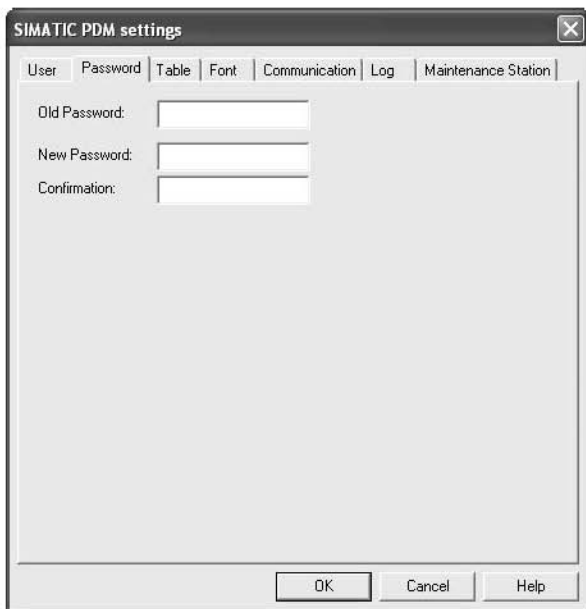 SIMATIC PDM settings
User Password Table Font Communication Log Maintenance Station
Old Password:
New Password:
Confirmation:
OK Cancel Help